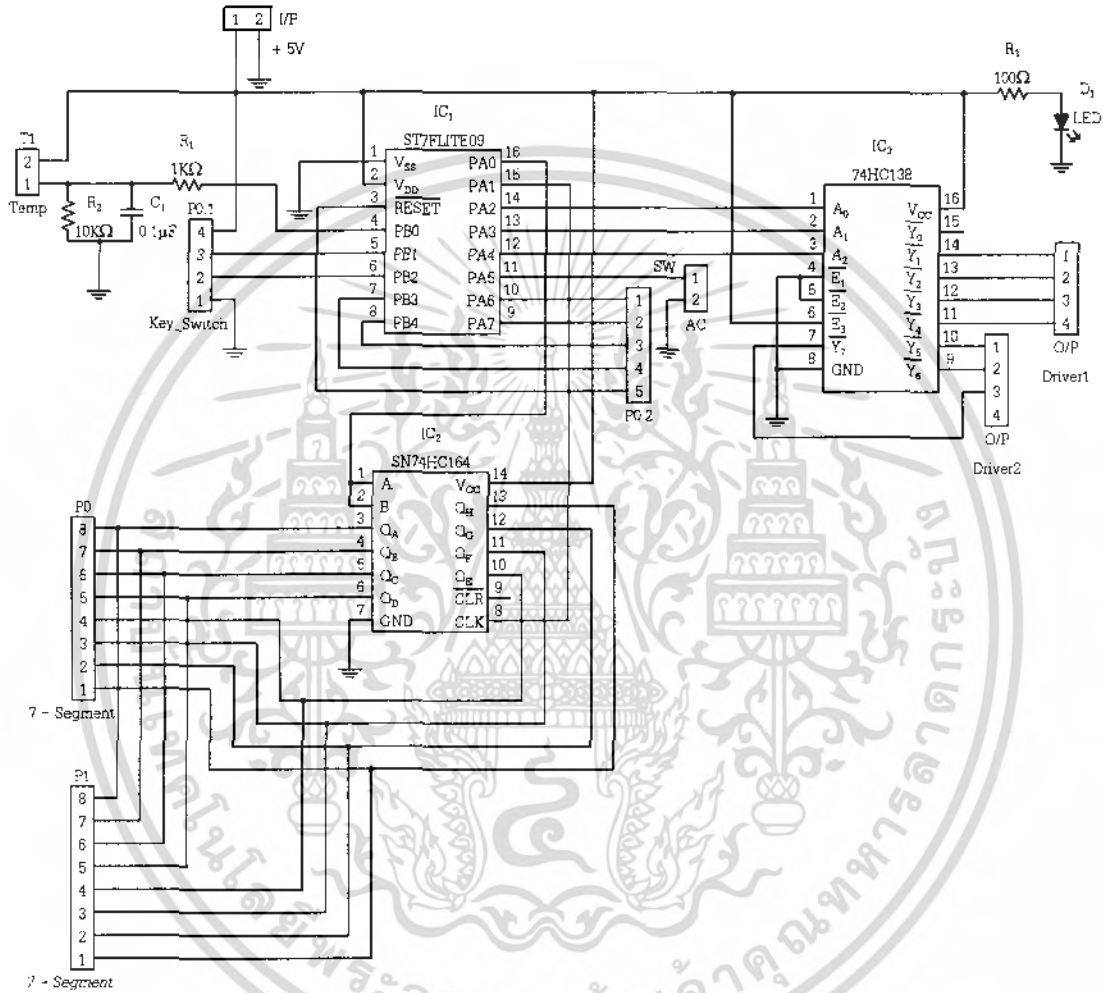 1 2 I/P
+ 5V
R₃
100Ω
D₁
LED
T1
2
1
Temp
R₁
1KΩ
R₂
10KΩ
C₁
0.1µF
P0.1
4
3
2
1
Key_Switch
IC₁
ST7FLITE09
1 VSS PA0 16
2 VDD PA1 15
3 RESET PA2 14
4 PB0 PA3 13
5 PB1 PA4 12
6 PB2 PA5 11
7 PB3 PA6 10
8 PB4 PA7 9
SW
1
2
AC
1
2
3
4
5
P0.2
74HC138
1 A₀ VCC 16
2 A₁ Y₀ 15
3 A₂ Y₁ 14
4 E₁ Y₂ 13
5 E₂ Y₃ 12
6 E₃ Y₄ 11
7 Y₇ Y₅ 10
8 GND Y₆ 9
1
2
3
4
O/P
Driver1
1
2
3
4
O/P
Driver2
IC₂
SN74HC164
1 A VCC 14
2 B QH 13
3 QA QG 12
4 QB QF 11
5 QC QE 10
6 QD CLR 9
7 GND CLK 8
P0
8
7
6
5
4
3
2
1
7 - Segment
P1
8
7
6
5
4
3
2
1
7 - Segment